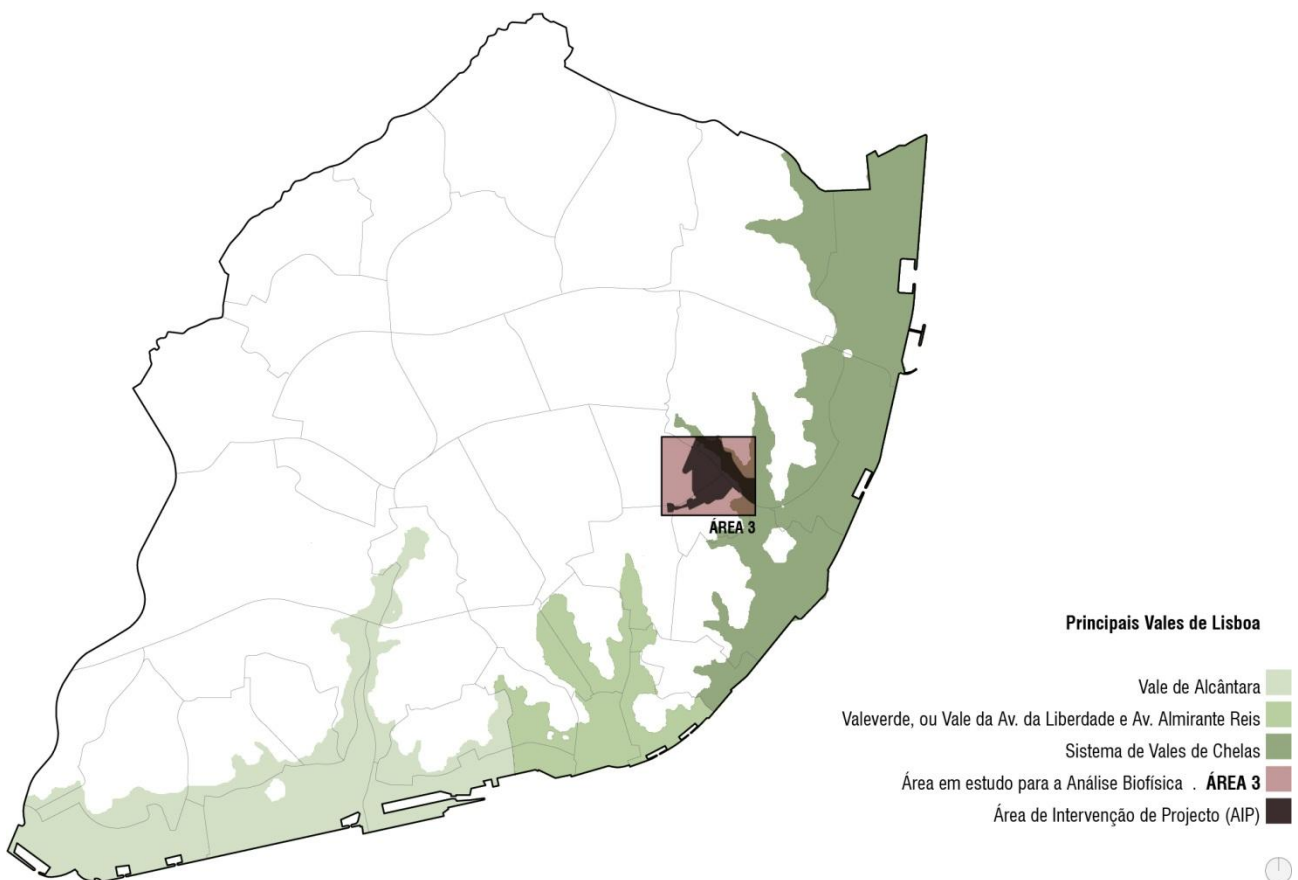 ÁREA 3
Principais Vales de Lisboa
Vale de Alcântara
Valeverde, ou Vale da Av. da Liberdade e Av. Almirante Reis
Sistema de Vales de Chelas
Área em estudo para a Análise Biofísica . ÁREA 3
Área de Intervenção de Projecto (AIP)